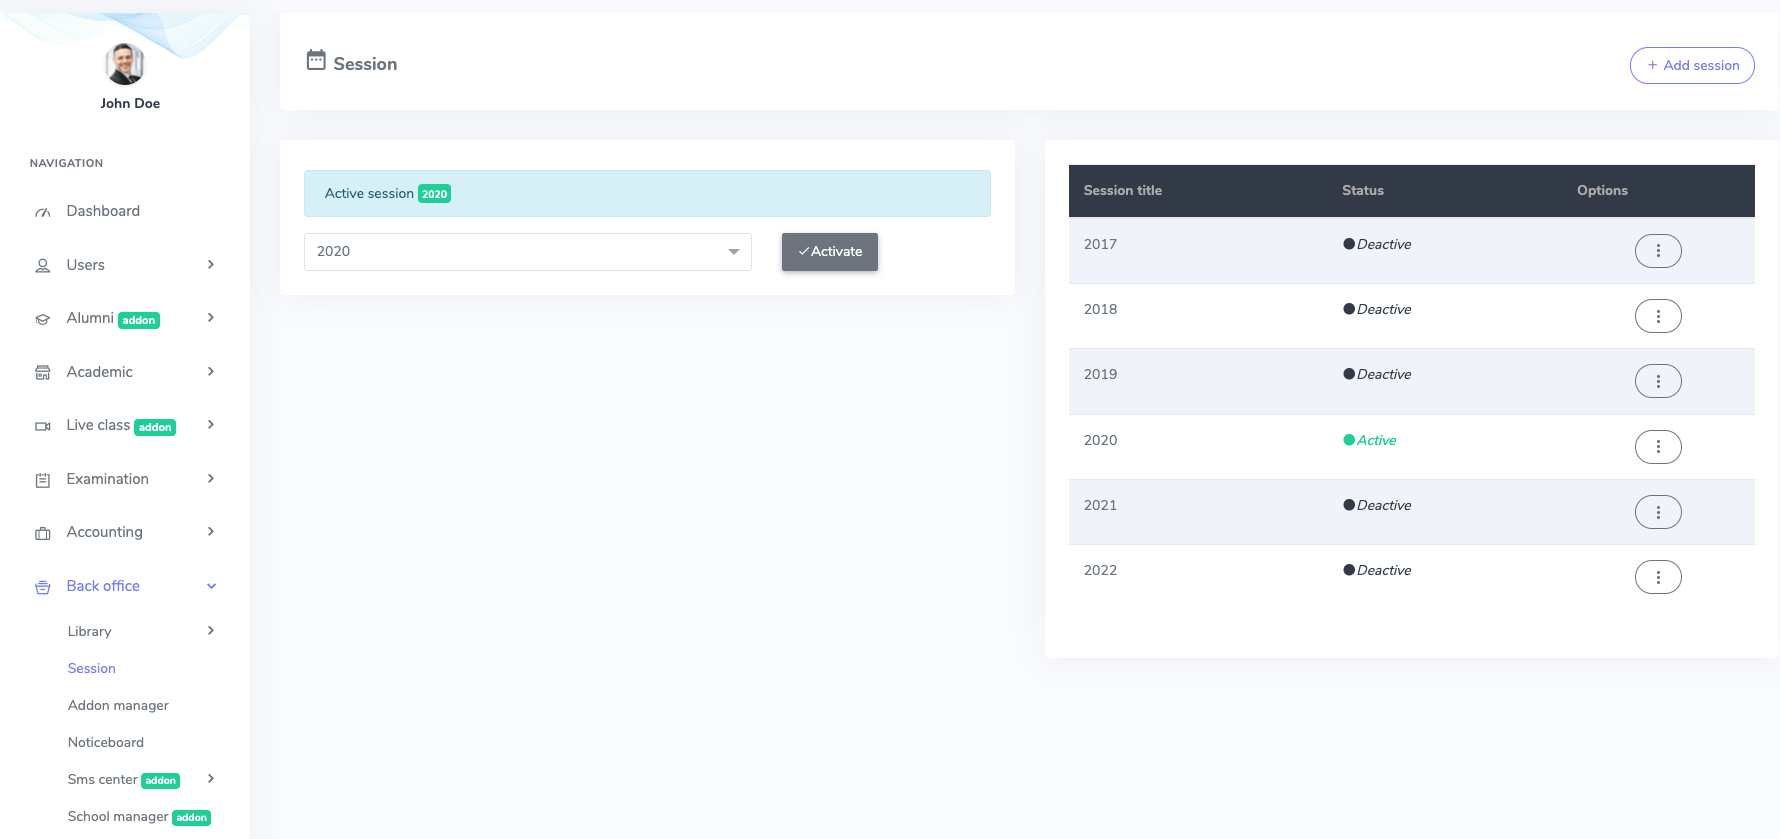 John Doe
NAVIGATION
Dashboard
Users
Alumni addon
Academic
Live class addon
Examination
Accounting
Back office
Library
Session
Addon manager
Noticeboard
Sms center addon
School manager addon
Session
+ Add session
Active session 2020
2020
Activate
Session title Status Options
2017 Deactive
2018 Deactive
2019 Deactive
2020 Active
2021 Deactive
2022 Deactive